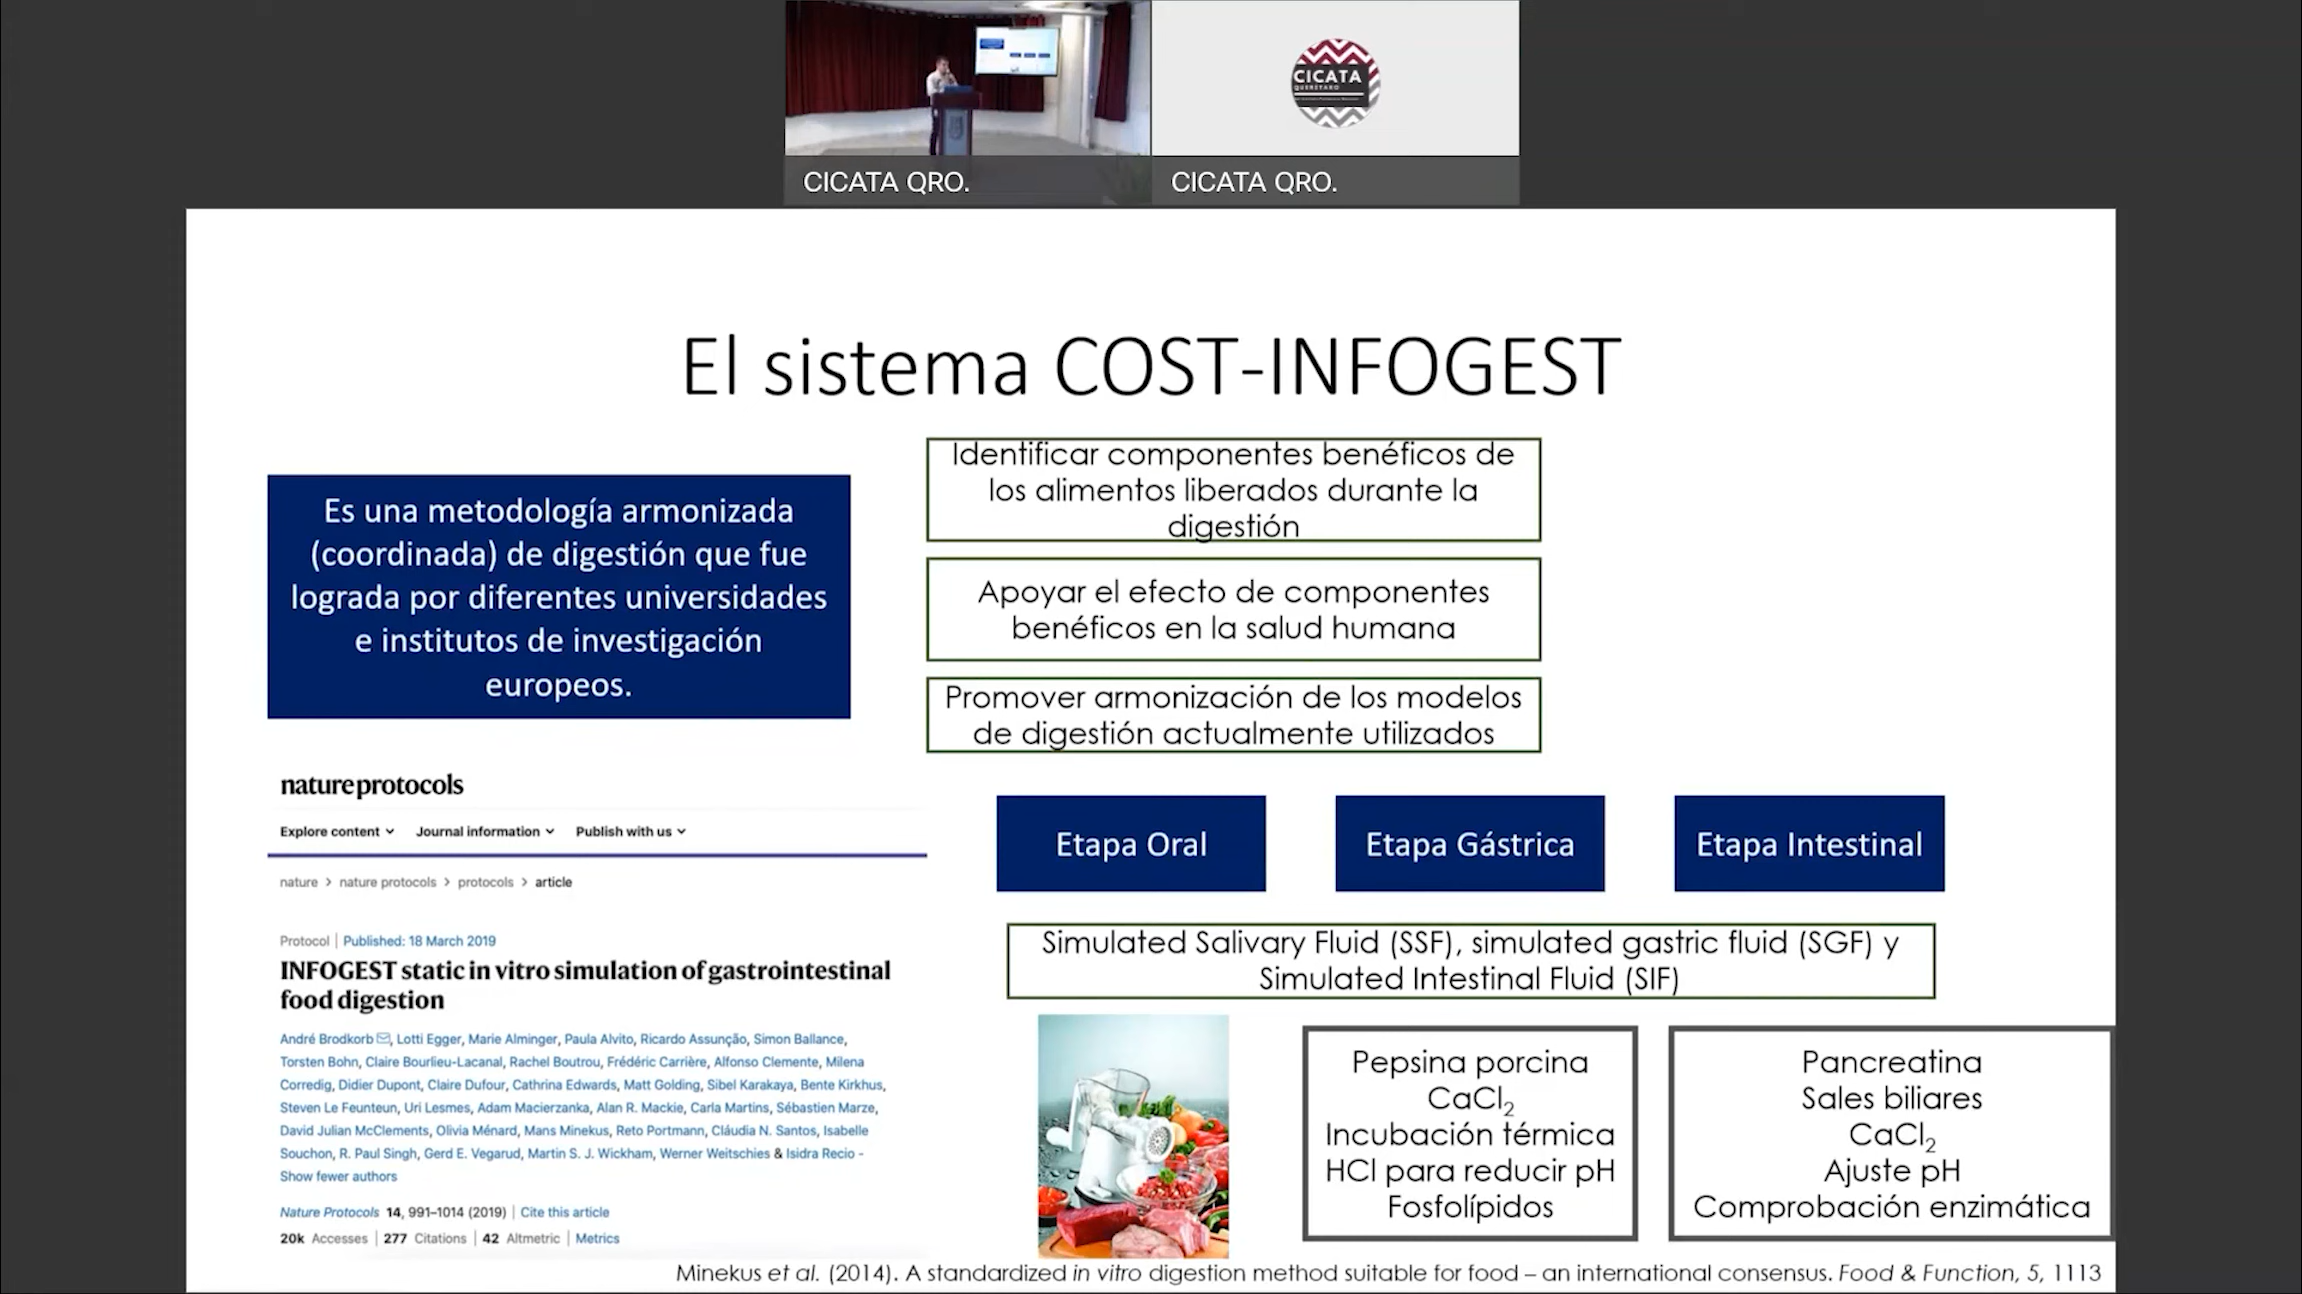 CICATA
QUERÉTARO
CICATA QRO.
CICATA QRO.
El sistema COST-INFOGEST
Es una metodología armonizada
(coordinada) de digestión que fue
lograda por diferentes universidades
e institutos de investigación
europeos.
Identificar componentes benéficos de
los alimentos liberados durante la
digestión
Apoyar el efecto de componentes
benéficos en la salud humana
Promover armonización de los modelos
de digestión actualmente utilizados
nature protocols
Explore content Journal information Publish with us
nature > nature protocols > protocols > article
Protocol | Published: 18 March 2019
INFOGEST static in vitro simulation of gastrointestinal
food digestion
André Brodkorb, Lotti Egger, Marie Alminger, Paula Alvito, Ricardo Assunção, Simon Ballance,
Torsten Bohn, Claire Bourlieu-Lacanal, Rachel Boutrou, Frédéric Carrière, Alfonso Clemente, Milena
Corredig, Didier Dupont, Claire Dufour, Cathrina Edwards, Matt Golding, Sibel Karakaya, Bente Kirkhus,
Steven Le Feunteun, Uri Lesmes, Adam Macierzanka, Alan R. Mackie, Carla Martins, Sébastien Marze,
David Julian McClements, Olivia Ménard, Mans Minekus, Reto Portmann, Cláudia N. Santos, Isabelle
Souchon, R. Paul Singh, Gerd E. Vegarud, Martin S. J. Wickham, Werner Weitschies & Isidra Recio -
Show fewer authors
Nature Protocols 14, 991–1014 (2019) | Cite this article
20k Accesses | 277 Citations | 42 Altmetric | Metrics
Etapa Oral
Etapa Gástrica
Etapa Intestinal
Simulated Salivary Fluid (SSF), simulated gastric fluid (SGF) y
Simulated Intestinal Fluid (SIF)
Pepsina porcina
CaCl₂
Incubación térmica
HCl para reducir pH
Fosfolípidos
Pancreatina
Sales biliares
CaCl₂
Ajuste pH
Comprobación enzimática
Minekus et al. (2014). A standardized in vitro digestion method suitable for food – an international consensus. Food & Function, 5, 1113